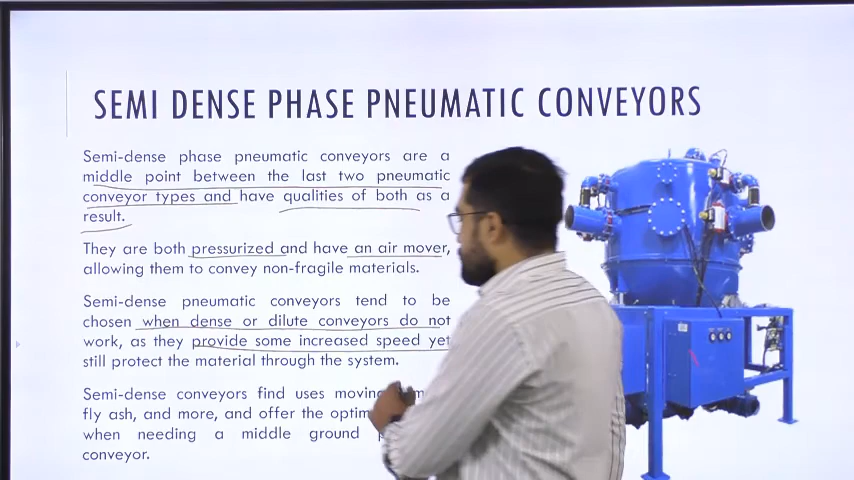 SEMI DENSE PHASE PNEUMATIC CONVEYORS
Semi-dense phase pneumatic conveyors are a
middle point between the last two pneumatic
conveyor types and have qualities of both as a
result.
They are both pressurized and have an air mover,
allowing them to convey non-fragile materials.
Semi-dense pneumatic conveyors tend to be
chosen when dense or dilute conveyors do not
work, as they provide some increased speed yet
still protect the material through the system.
Semi-dense conveyors find uses moving
fly ash, and more, and offer the
when needing a middle ground
conveyor.